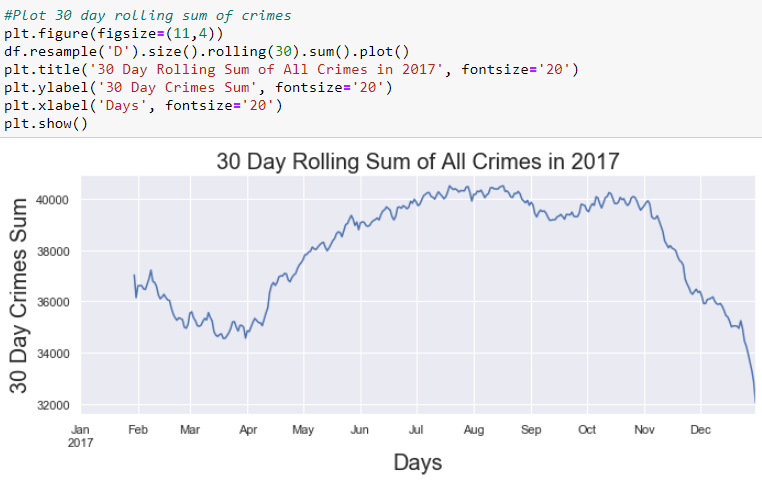 #Plot 30 day rolling sum of crimes
plt.figure(figsize=(11,4))
df.resample('D').size().rolling(30).sum().plot()
plt.title('30 Day Rolling Sum of All Crimes in 2017', fontsize='20')
plt.ylabel('30 Day Crimes Sum', fontsize='20')
plt.xlabel('Days', fontsize='20')
plt.show()
30 Day Rolling Sum of All Crimes in 2017
30 Day Crimes Sum
40000
38000
36000
34000
32000
Jan Feb Mar Apr May Jun Jul Aug Sep Oct Nov Dec
2017
Days